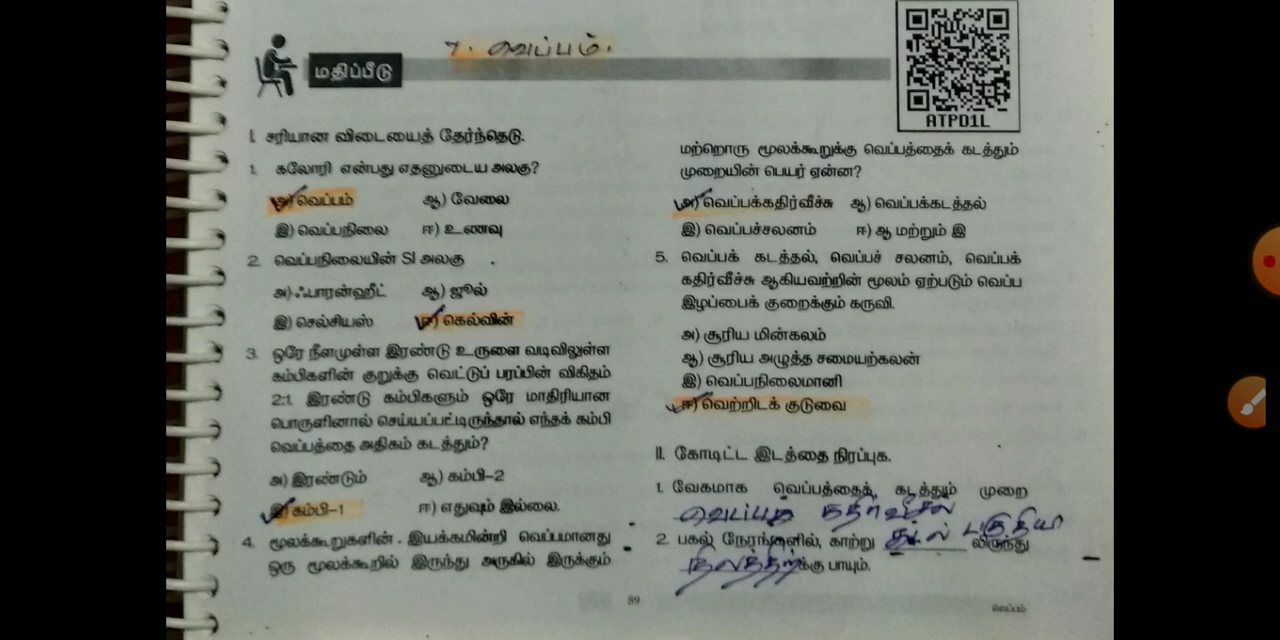 7. வெப்பம்.
மதிப்பீடு
ATPD1L
I. சரியான விடையைத் தேர்ந்தெடு.
1. கலோரி என்பது எதனுடைய அலகு?
அ) வெப்பம் ஆ) வேலை
இ) வெப்பநிலை ஈ) உணவு
2. வெப்பநிலையின் SI அலகு
அ) ஃபாரன்ஹீட் ஆ) ஜூல்
இ) செல்சியஸ் ஈ) கெல்வின்
3. ஒரே நீளமுள்ள இரண்டு உருளை வடிவிலுள்ள
கம்பிகளின் குறுக்கு வெட்டுப் பரப்பின் விகிதம்
2:1. இரண்டு கம்பிகளும் ஒரே மாதிரியான
பொருளினால் செய்யப்பட்டிருந்தால் எந்தக் கம்பி
வெப்பத்தை அதிகம் கடத்தும்?
அ) இரண்டும் ஆ) கம்பி-2
இ) கம்பி-1 ஈ) எதுவும் இல்லை.
4. மூலக்கூறுகளின் இயக்கமின்றி வெப்பமானது
ஒரு மூலக்கூறில் இருந்து அருகில் இருக்கும்
மற்றொரு மூலக்கூறுக்கு வெப்பத்தைக் கடத்தும்
முறையின் பெயர் ஏன்ன?
அ) வெப்பக்கதிர்வீச்சு ஆ) வெப்பக்கடத்தல்
இ) வெப்பச்சலனம் ஈ) ஆ மற்றும் இ
5. வெப்பக் கடத்தல், வெப்பச் சலனம், வெப்பக்
கதிர்வீச்சு ஆகியவற்றின் மூலம் ஏற்படும் வெப்ப
இழப்பைக் குறைக்கும் கருவி.
அ) சூரிய மின்கலம்
ஆ) சூரிய அழுத்த சமையற்கலன்
இ) வெப்பநிலைமானி
ஈ) வெற்றிடக் குடுவை
II. கோடிட்ட இடத்தை நிரப்புக.
1. வேகமாக வெப்பத்தைக் கடத்தும் முறை
வெப்பக் கதிர்வீச்சு
2. பகல் நேரங்களில், காற்று கடல் பகுதியி லிருந்து
நிலத்திற்க்கு பாயும்.
89
வெப்பம்